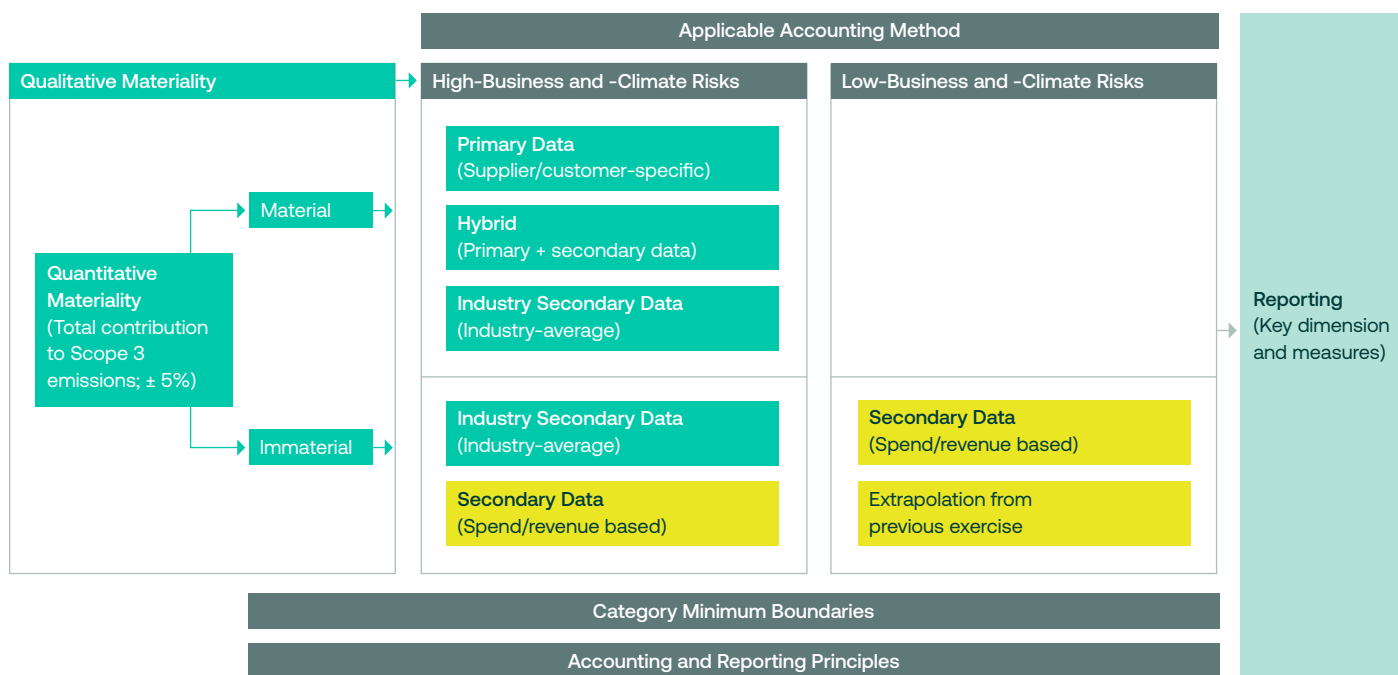 Applicable Accounting Method
Qualitative Materiality
High-Business and -Climate Risks
Low-Business and -Climate Risks
Primary Data
(Supplier/customer-specific)
Material
Hybrid
(Primary + secondary data)
Quantitative
Materiality
(Total contribution
to Scope 3
emissions; ± 5%)
Industry Secondary Data
(Industry-average)
Reporting
(Key dimension
and measures)
Immaterial
Industry Secondary Data
(Industry-average)
Secondary Data
(Spend/revenue based)
Secondary Data
(Spend/revenue based)
Extrapolation from
previous exercise
Category Minimum Boundaries
Accounting and Reporting Principles